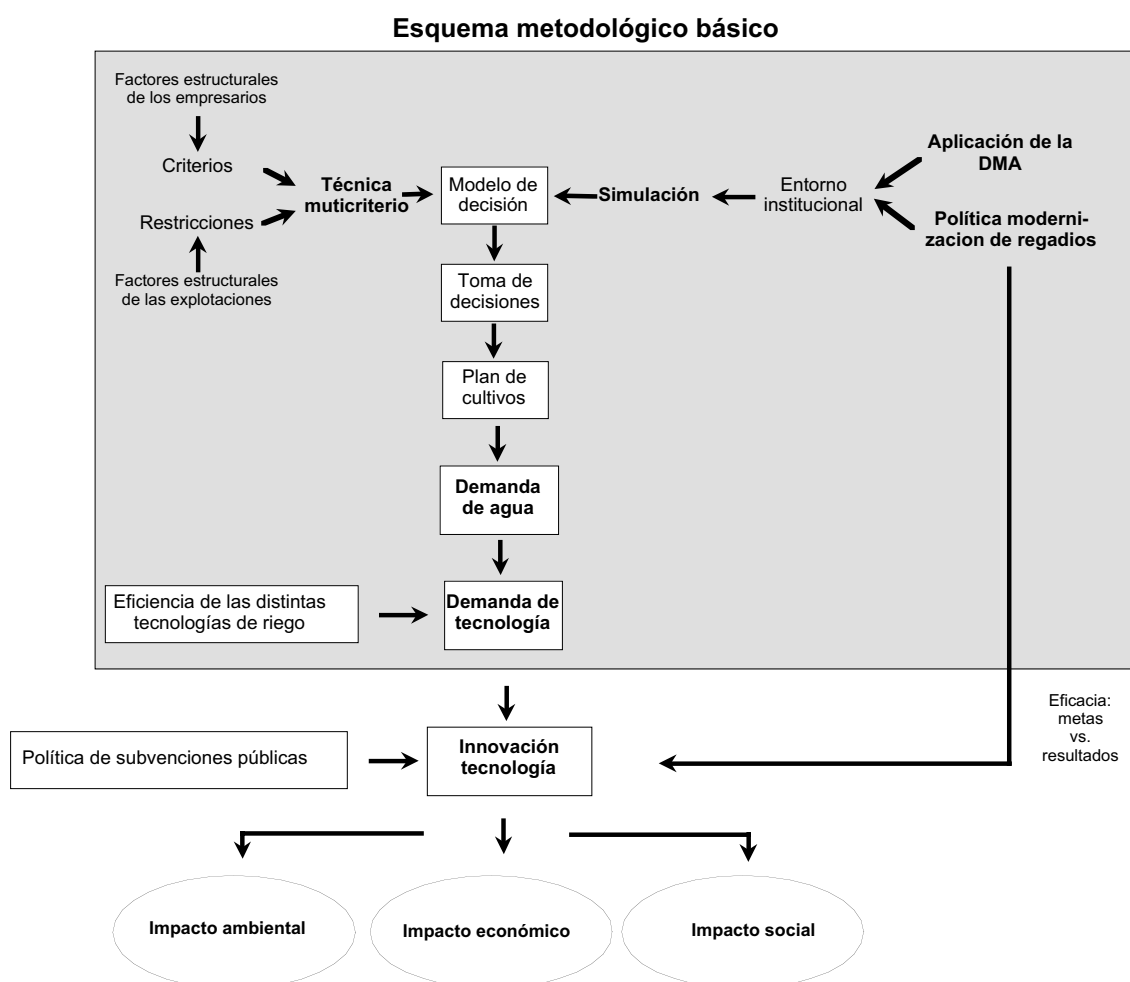 Esquema metodológico básico
Factores estructurales
de los empresarios
Criterios
Restricciones
Factores estructurales
de las explotaciones
Técnica
muticriterio
Modelo de
decisión
Simulación
Entorno
institucional
Aplicación de la
DMA
Política moderni-
zacion de regadios
Toma de
decisiones
Plan de
cultivos
Demanda
de agua
Eficiencia de las distintas
tecnologías de riego
Demanda de
tecnología
Eficacia:
metas
vs.
resultados
Política de subvenciones públicas
Innovación
tecnología
Impacto ambiental
Impacto económico
Impacto social